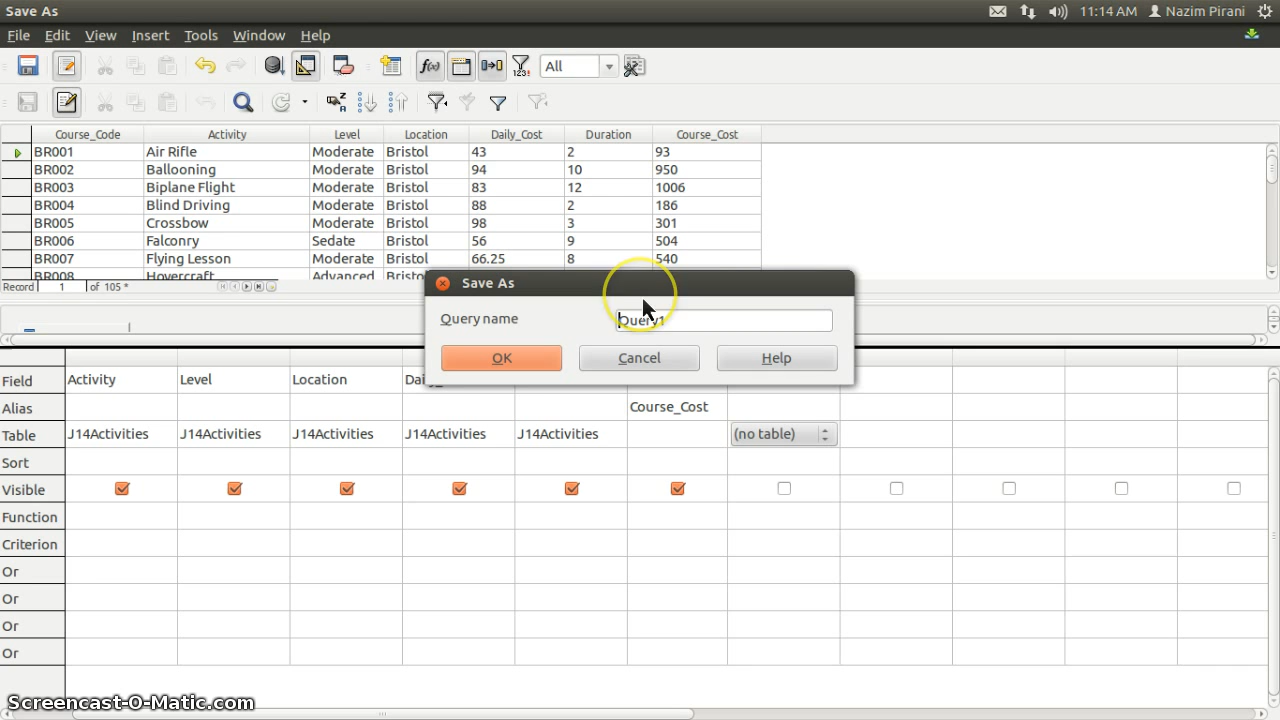 Save As 11:14 AM Nazim Pirani
File Edit View Insert Tools Window Help
f(x) 123! All
Course_Code Activity Level Location Daily_Cost Duration Course_Cost
BR001 Air Rifle Moderate Bristol 43 2 93
BR002 Ballooning Moderate Bristol 94 10 950
BR003 Biplane Flight Moderate Bristol 83 12 1006
BR004 Blind Driving Moderate Bristol 88 2 186
BR005 Crossbow Moderate Bristol 98 3 301
BR006 Falconry Sedate Bristol 56 9 504
BR007 Flying Lesson Moderate Bristol 66.25 8 540
BR008 Hovercraft Advanced
Record 1 of 105 *
Save As
Query name Query1
OK Cancel Help
Field Activity Level Location
Alias Course_Cost
Table J14Activities J14Activities J14Activities J14Activities J14Activities (no table)
Sort
Visible
Function
Criterion
Or
Or
Or
Or
Screencast-O-Matic.com